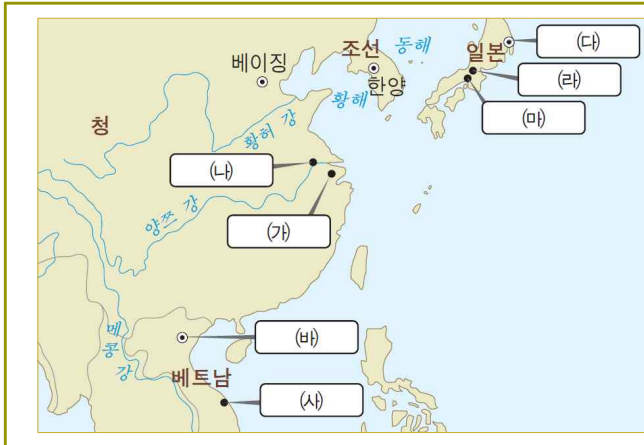 조선
동해
일본
(다)
베이징
한양
(라)
황해
(마)
청
황허 강
(나)
양쯔 강
(가)
메콩 강
(바)
베트남
(사)